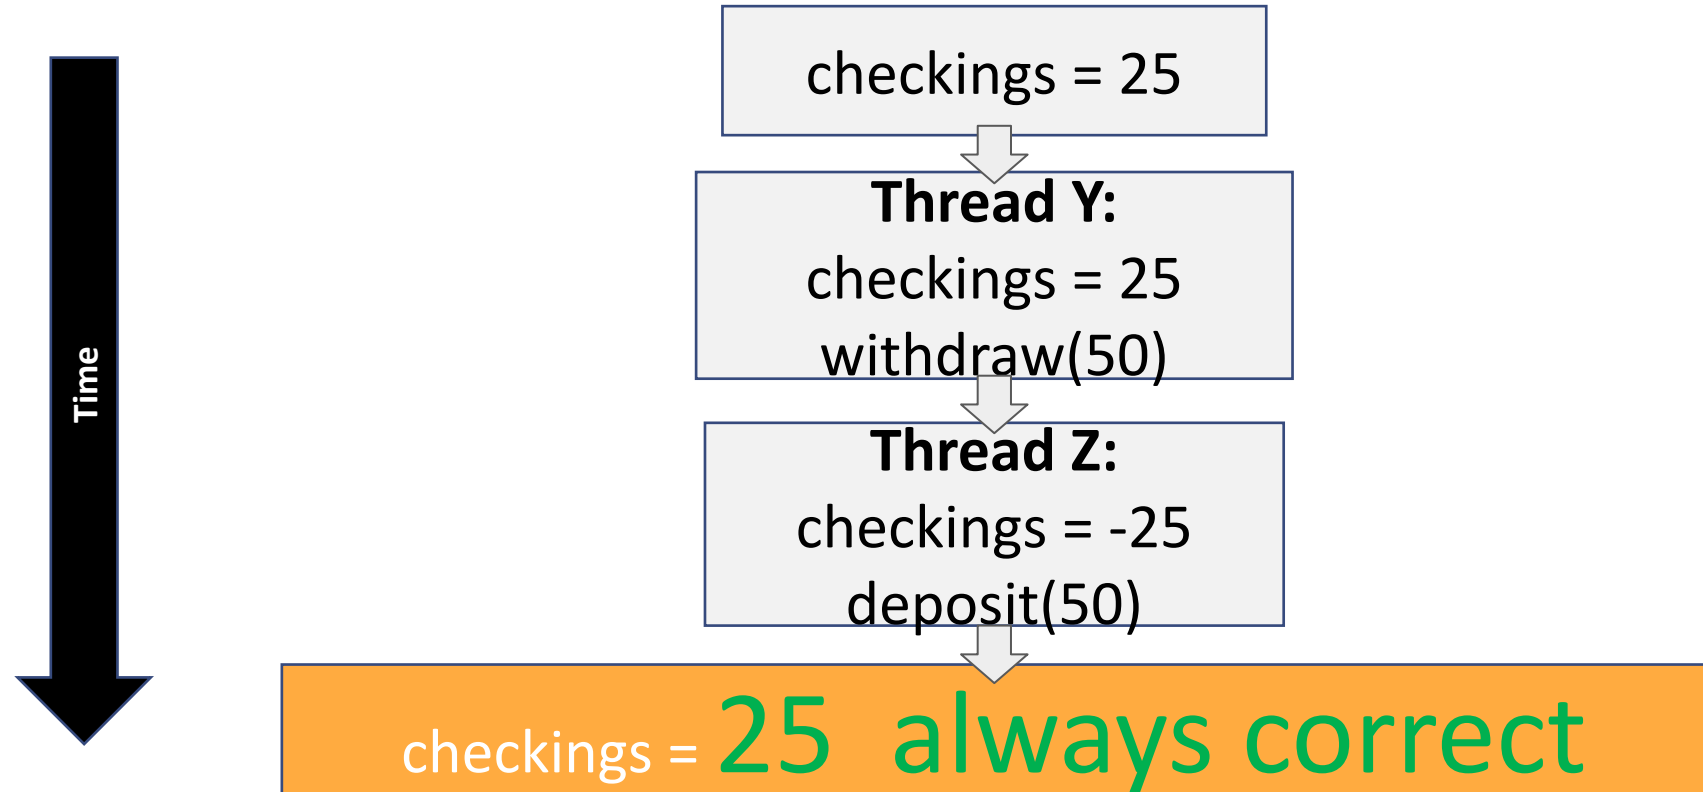 checkings = 25
Thread Y:
checkings = 25
withdraw(50)
Time
Thread Z:
checkings = -25
deposit(50)
checkings = 25 always correct